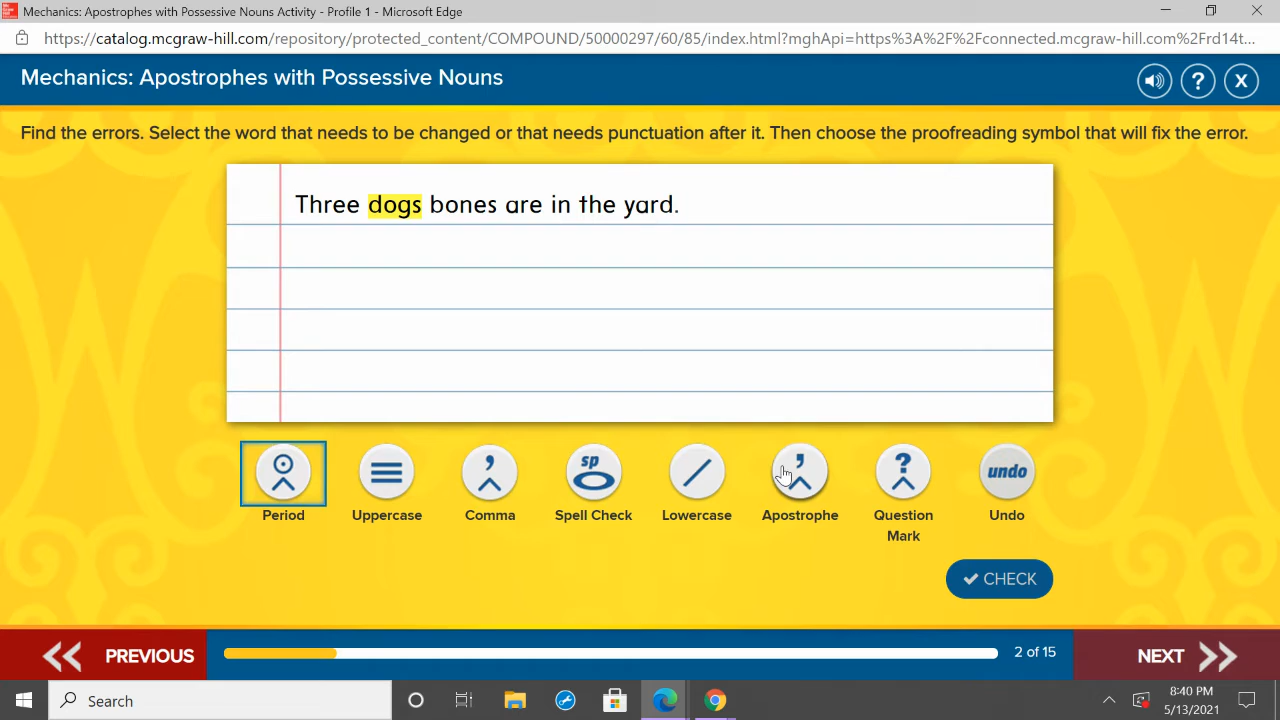 Mechanics: Apostrophes with Possessive Nouns Activity - Profile 1 - Microsoft Edge
https://catalog.mcgraw-hill.com/repository/protected_content/COMPOUND/50000297/60/85/index.html?mghApi=https%3A%2F%2Fconnected.mcgraw-hill.com%2Frd14t...
Mechanics: Apostrophes with Possessive Nouns
? X
Find the errors. Select the word that needs to be changed or that needs punctuation after it. Then choose the proofreading symbol that will fix the error.
Three dogs bones are in the yard.
sp ? undo
Period Uppercase Comma Spell Check Lowercase Apostrophe Question Mark Undo
CHECK
PREVIOUS 2 of 15 NEXT
Search
8:40 PM
5/13/2021